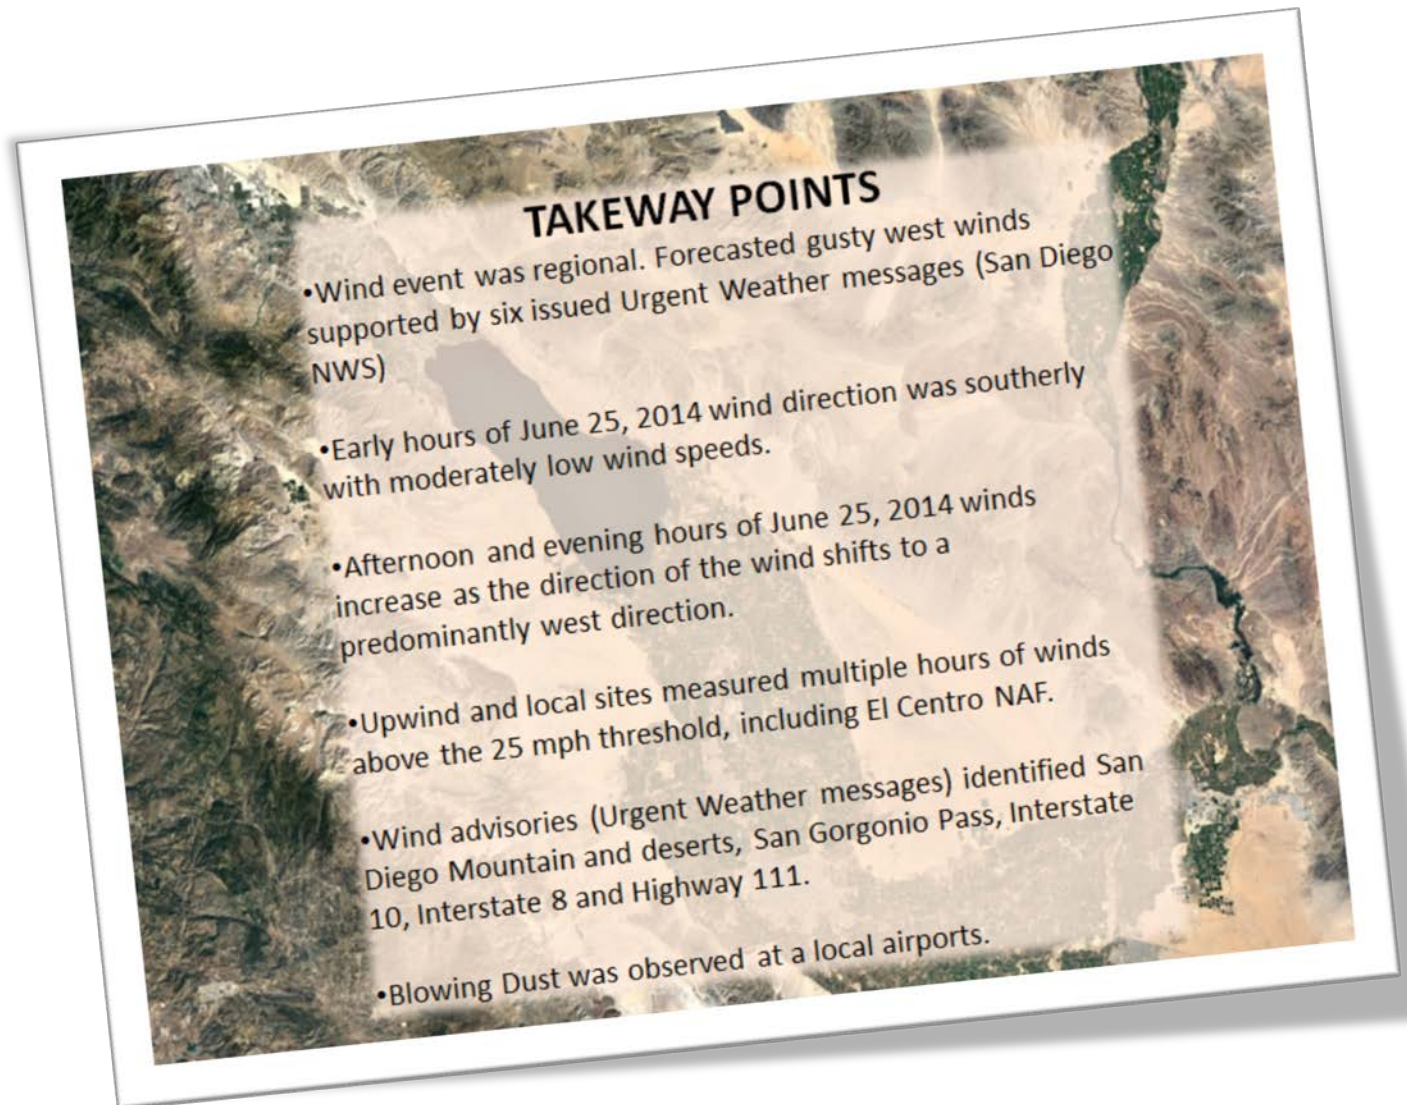 TAKEWAY POINTS
•Wind event was regional. Forecasted gusty west winds
supported by six issued Urgent Weather messages (San Diego
NWS)
•Early hours of June 25, 2014 wind direction was southerly
with moderately low wind speeds.
•Afternoon and evening hours of June 25, 2014 winds
increase as the direction of the wind shifts to a
predominantly west direction.
•Upwind and local sites measured multiple hours of winds
above the 25 mph threshold, including El Centro NAF.
•Wind advisories (Urgent Weather messages) identified San
Diego Mountain and deserts, San Gorgonio Pass, Interstate
10, Interstate 8 and Highway 111.
•Blowing Dust was observed at a local airports.